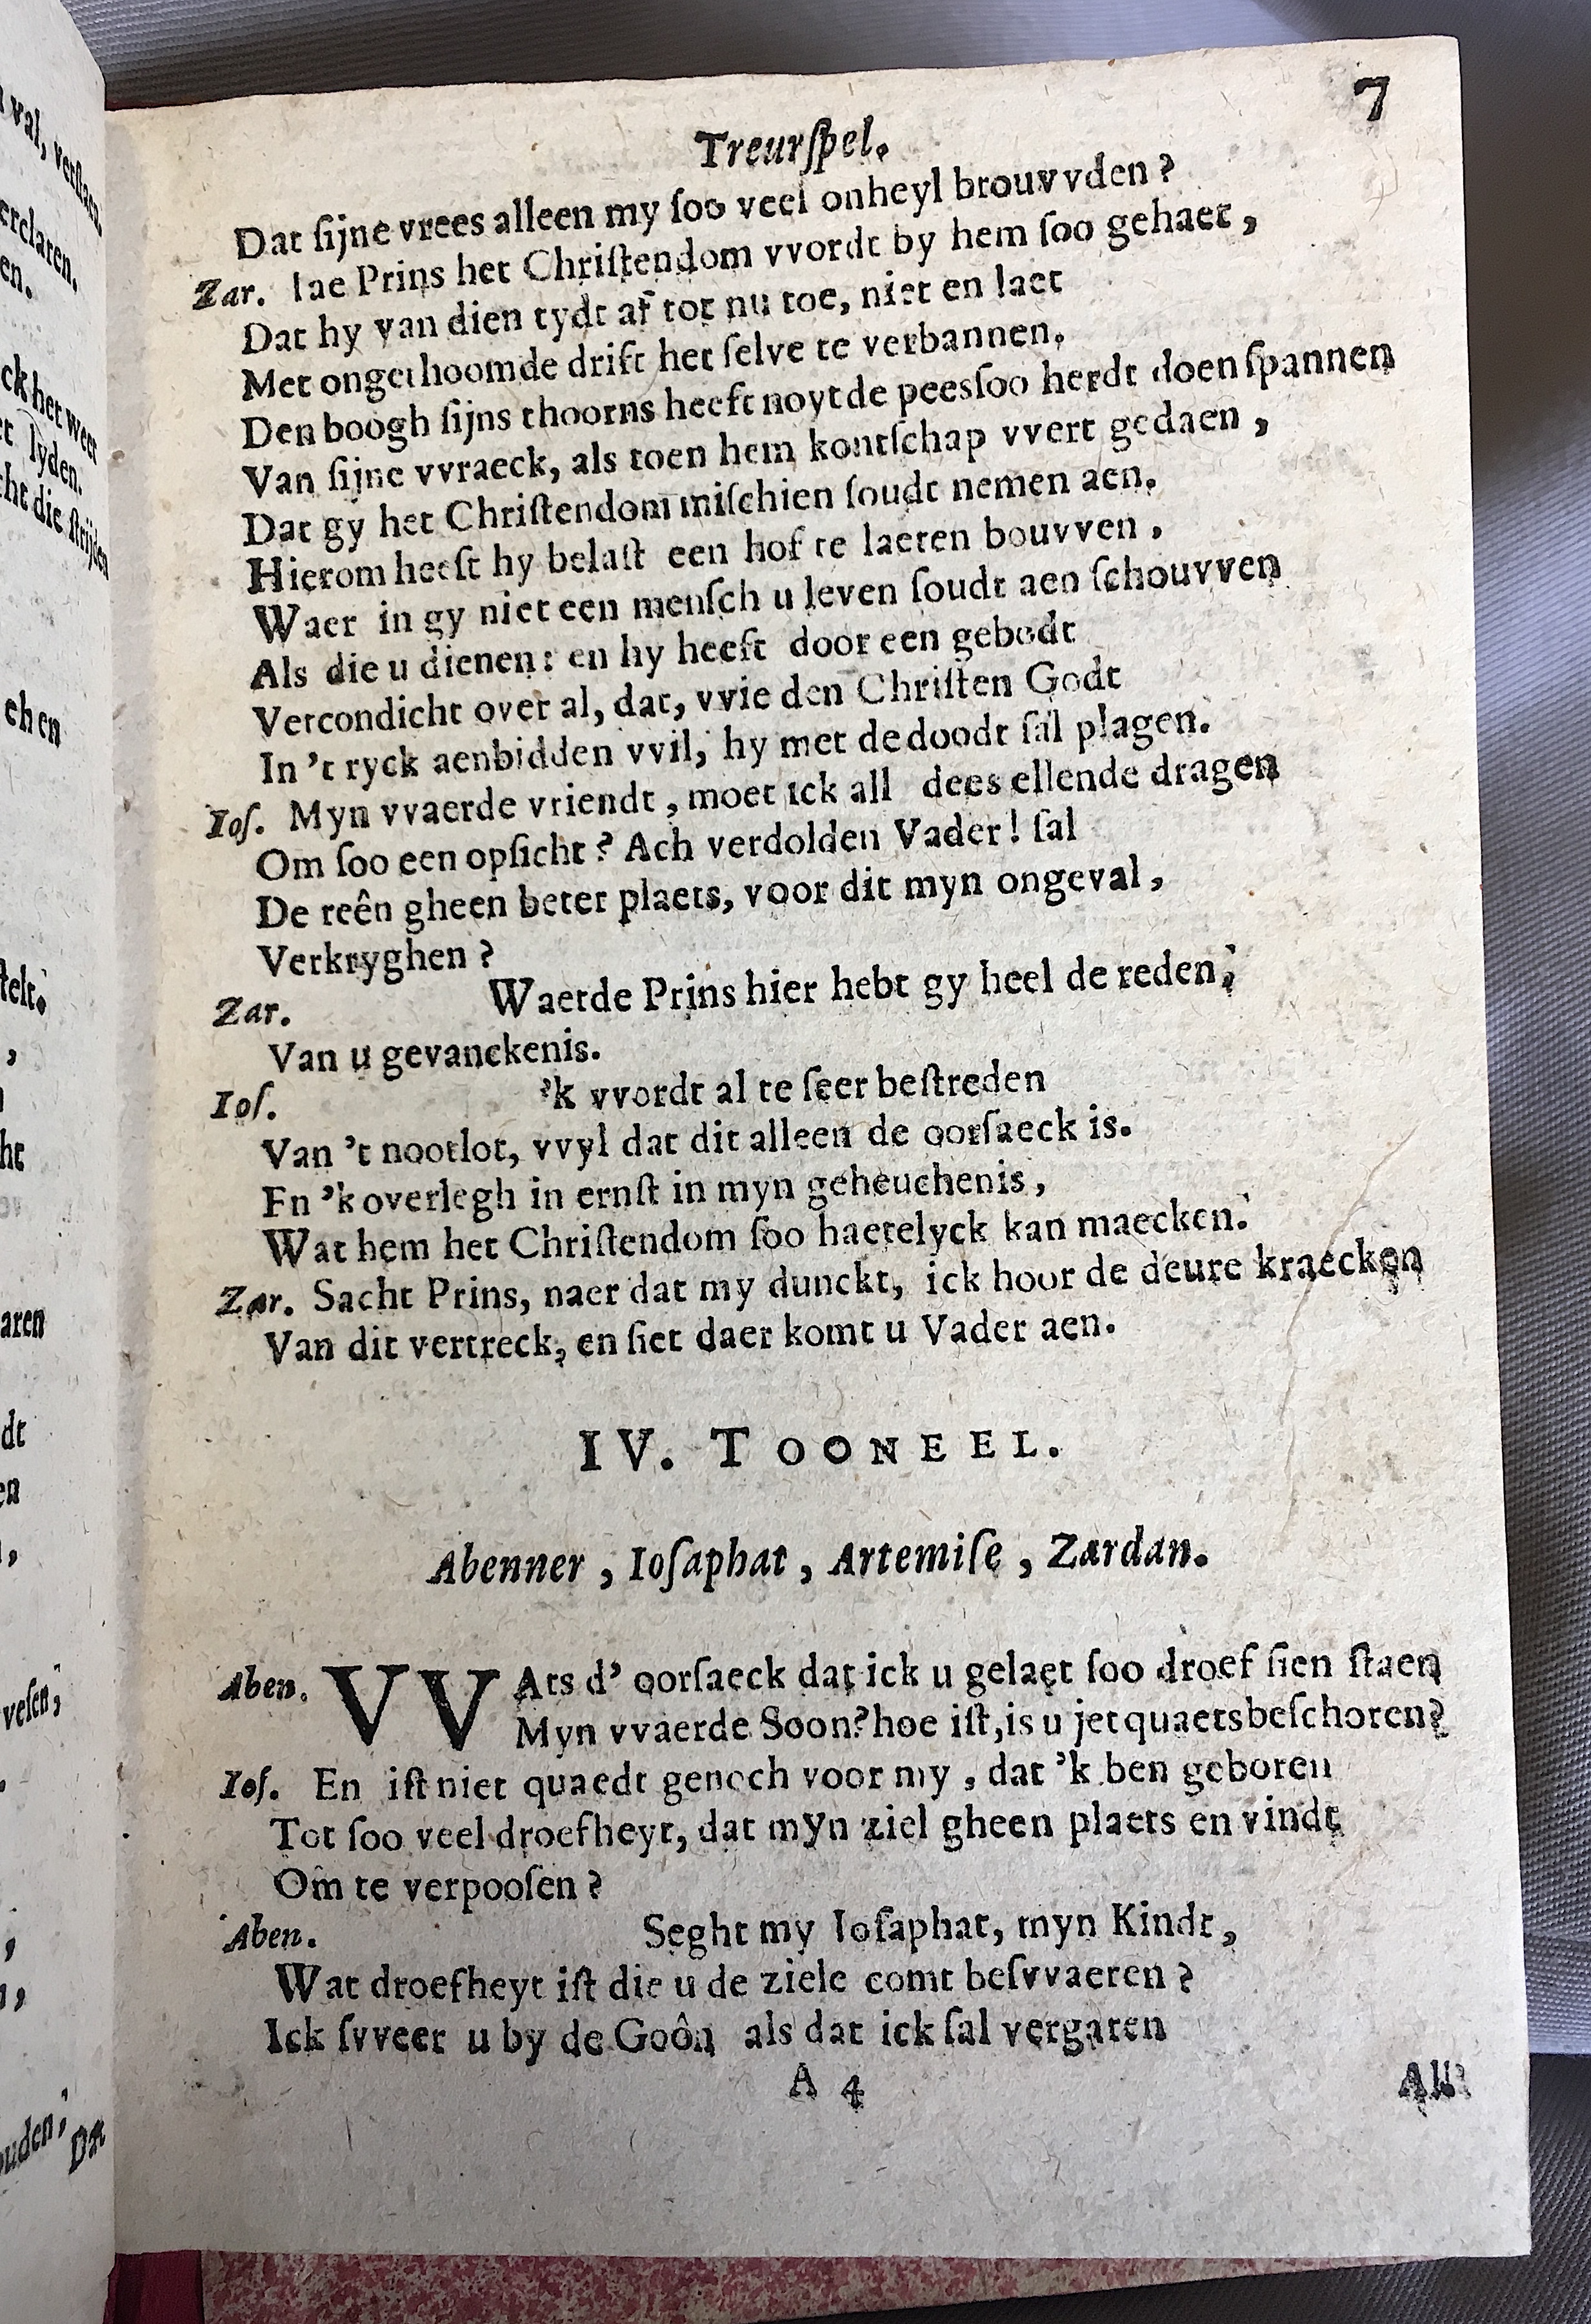 7
Treurſpel.
Dat ſijne vrees alleen my ſoo veel onheyl brouvvden ?
Zar. Iae Prins het Chriſtendom vvordt by hem ſoo gehaet ,
Dat hy van dien tydt af tot nu toe, niet en laet
Met ongethoomde drift het ſelve te verbannen.
Den boogh ſijns thoorns heeft noyt de pees ſoo herdt doen ſpannen
Van ſijne vvraeck, als toen hem kontſchap vvert gedaen ,
Dat gy het Chriſtendom miſchien ſoudt nemen aen.
Hierom heeft hy belaſt een hof te laeten bouvven ,
Waer in gy niet een menſch u leven ſoudt aen ſchouvven
Als die u dienen: en hy heeft door een gebodt
Vercondicht over al, dat, vvie den Chriſten Godt
In 't ryck aenbidden vvil, hy met de doodt ſal plagen.
Ioſ. Myn vvaerde vriendt , moet ick all dees ellende dragen
Om ſoo een opſicht ? Ach verdolden Vader! ſal
De reên gheen beter plaets, voor dit myn ongeval ,
Verkryghen ?
Zar. Waerde Prins hier hebt gy heel de reden,
Van u gevanckenis.
Ioſ. 'k vvordt al te ſeer beſtreden
Van 't nootlot, vvyl dat dit alleen de oorſaeck is.
En 'k overlegh in ernſt in myn geheuchenis ,
Wat hem het Chriſtendom ſoo haetelyck kan maecken.
Zar. Sacht Prins, naer dat my dunckt, ick hoor de deure kraecken
Van dit vertreck, en ſiet daer komt u Vader aen.
IV. TOONEEL.
Abenner , Ioſaphat , Artemiſe , Zardan.
Aben. VVAts d' oorſaeck dat ick u gelaet ſoo droef ſien ſtaen
Myn vvaerde Soon? hoe iſt, is u jet quaets beſchoren?
Ioſ. En iſt niet quaedt genoch voor my , dat 'k ben geboren
Tot ſoo veel droefheyt, dat myn ziel gheen plaets en vindt
Om te verpooſen ?
Aben. Seght my Ioſaphat, myn Kindt ,
Wat droefheyt iſt die u de ziele comt beſvvaeren ?
Ick ſvveer u by de Goôn als dat ick ſal vergaren
A 4
All